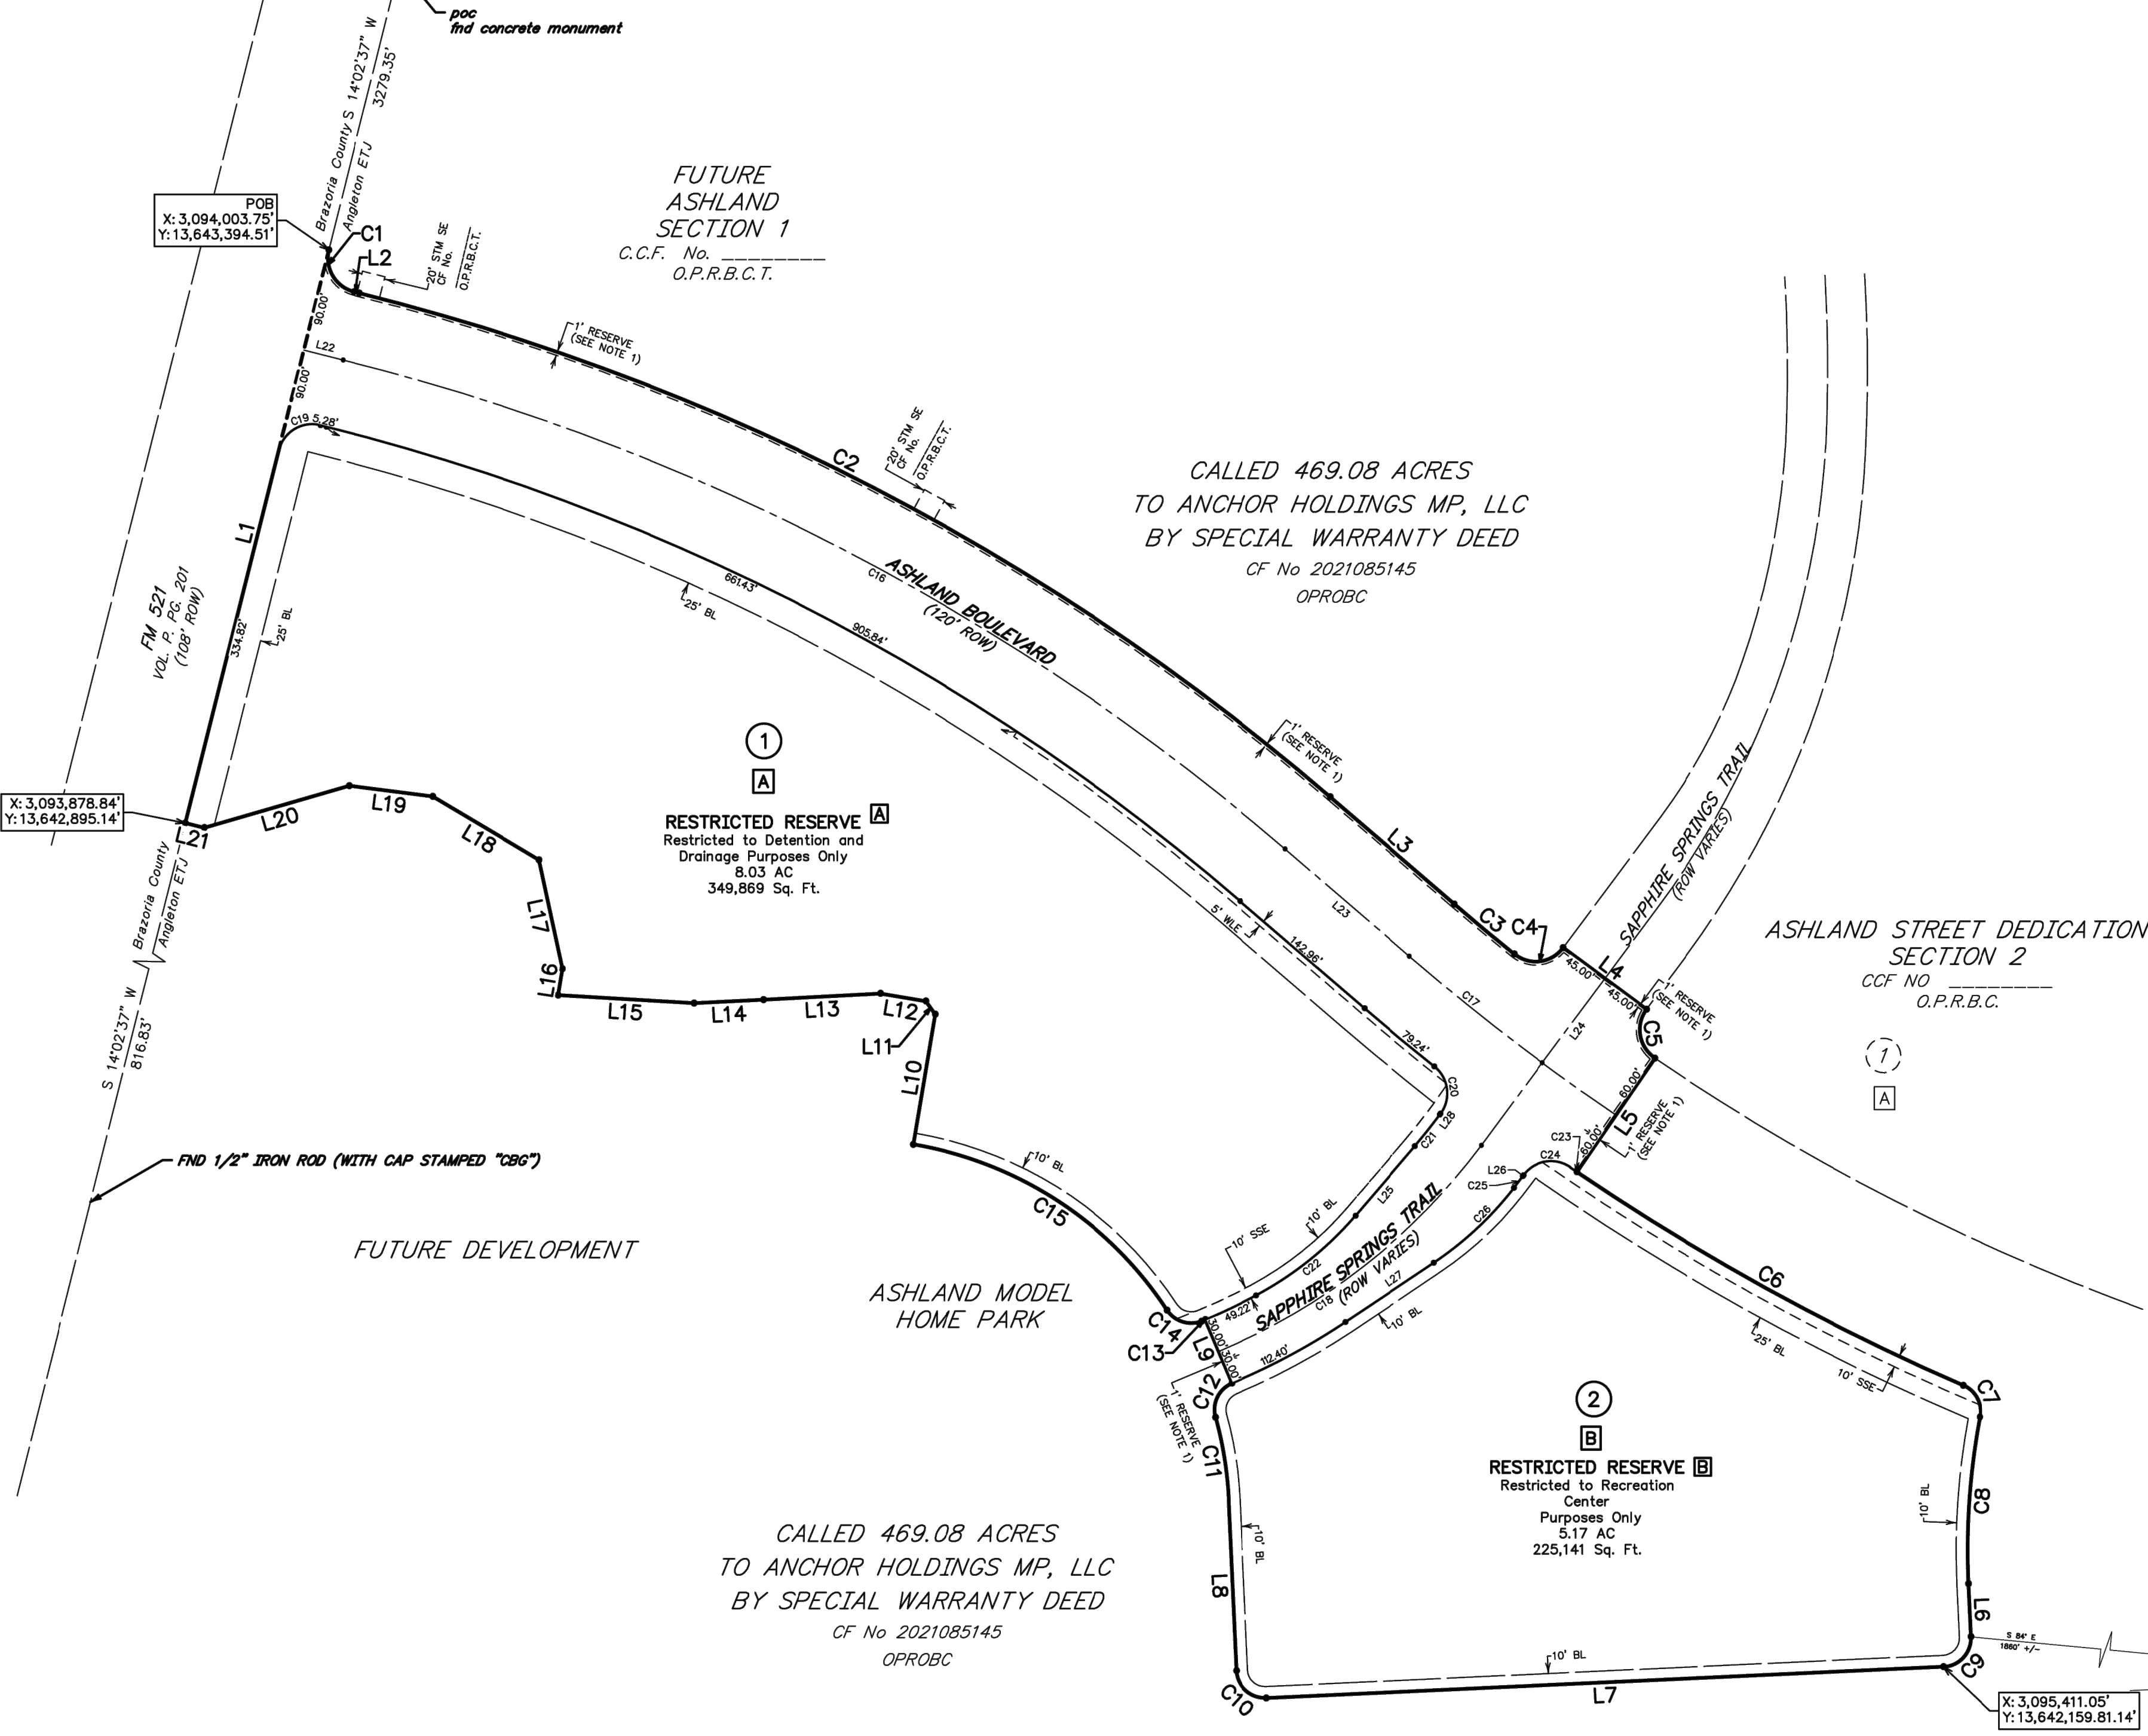 poc
fnd concrete monument
Brazoria County S 14°02'37" W
Angleton ETJ 3279.35'
POB
X: 3,094,003.75'
Y: 13,643,394.51'
C1
L2
20' STM SE
CF No.
O.P.R.B.C.T.
FUTURE
ASHLAND
SECTION 1
C.C.F. No. ________
O.P.R.B.C.T.
90.00'
L22
90.00'
1' RESERVE
(SEE NOTE 1)
C19 5.28'
C2
20' STM SE
CF No.
O.P.R.B.C.T.
CALLED 469.08 ACRES
TO ANCHOR HOLDINGS MP, LLC
BY SPECIAL WARRANTY DEED
CF No 2021085145
OPROBC
L1
334.82'
25' BL
FM 521
VOL. P. PG. 201
(108' ROW)
661.43'
25' BL
905.84'
C16
ASHLAND BOULEVARD
(120' ROW)
1' RESERVE
(SEE NOTE 1)
SAPPHIRE SPRINGS TRAIL
(ROW VARIES)
1
A
RESTRICTED RESERVE A
Restricted to Detention and
Drainage Purposes Only
8.03 AC
349,869 Sq. Ft.
X: 3,093,878.84'
Y: 13,642,895.14'
L21
L20
L19
L18
L17
L16
L15
L14
L13
L12
L11
L10
L3
L23
5' WLE
142.96'
C3
C4
45.00'
L4
45.00'
1' RESERVE
(SEE NOTE 1)
C5
C17
L24
79.24'
C20
L28
C21
60.00'
L5
60.00'
1' RESERVE
(SEE NOTE 1)
C23
C24
L26
C25
C26
L25
ASHLAND STREET DEDICATION
SECTION 2
CCF NO ________
O.P.R.B.C.
1
A
Brazoria County
Angleton ETJ
S 14°02'37" W
816.83'
FND 1/2" IRON ROD (WITH CAP STAMPED "CBG")
FUTURE DEVELOPMENT
10' BL
C15
ASHLAND MODEL
HOME PARK
10' SSE
10' BL
C22
49.22'
SAPPHIRE SPRINGS TRAIL
(ROW VARIES)
C18
L27
10' BL
112.40'
C14
C13
30.00'
L9
30.00'
C12
1' RESERVE
(SEE NOTE 1)
C11
C6
25' BL
10' SSE
C7
2
B
RESTRICTED RESERVE B
Restricted to Recreation
Center
Purposes Only
5.17 AC
225,141 Sq. Ft.
10' BL
C8
L6
S 84° E
1860' +/-
CALLED 469.08 ACRES
TO ANCHOR HOLDINGS MP, LLC
BY SPECIAL WARRANTY DEED
CF No 2021085145
OPROBC
10' BL
L8
10' BL
C10
L7
C9
X: 3,095,411.05'
Y: 13,642,159.81.14'